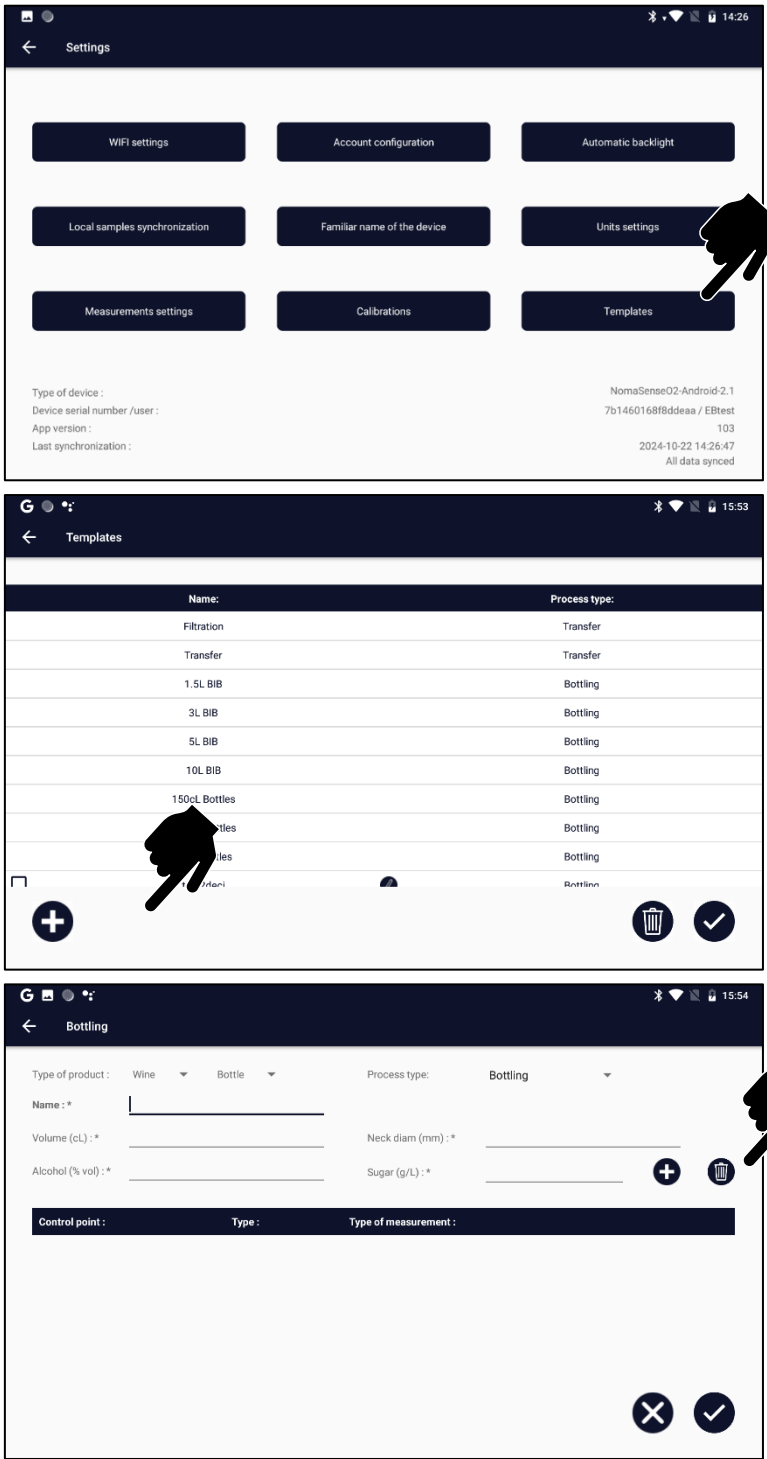 14:26
Settings
WIFI settings Account configuration Automatic backlight
Local samples synchronization Familiar name of the device Units settings
Measurements settings Calibrations Templates
Type of device : NomaSenseO2-Android-2.1
Device serial number /user : 7b1460168f8ddeaa / EBtest
App version : 103
Last synchronization : 2024-10-22 14:26:47
All data synced
G 15:53
Templates
Name: Process type:
Filtration Transfer
Transfer Transfer
1.5L BIB Bottling
3L BIB Bottling
5L BIB Bottling
10L BIB Bottling
150cL Bottles Bottling
Bottling
Bottling
Bottling
G 15:54
Bottling
Type of product : Wine Bottle Process type: Bottling
Name : *
Volume (cL) : * Neck diam (mm) : *
Alcohol (% vol) : * Sugar (g/L) : *
Control point : Type : Type of measurement :